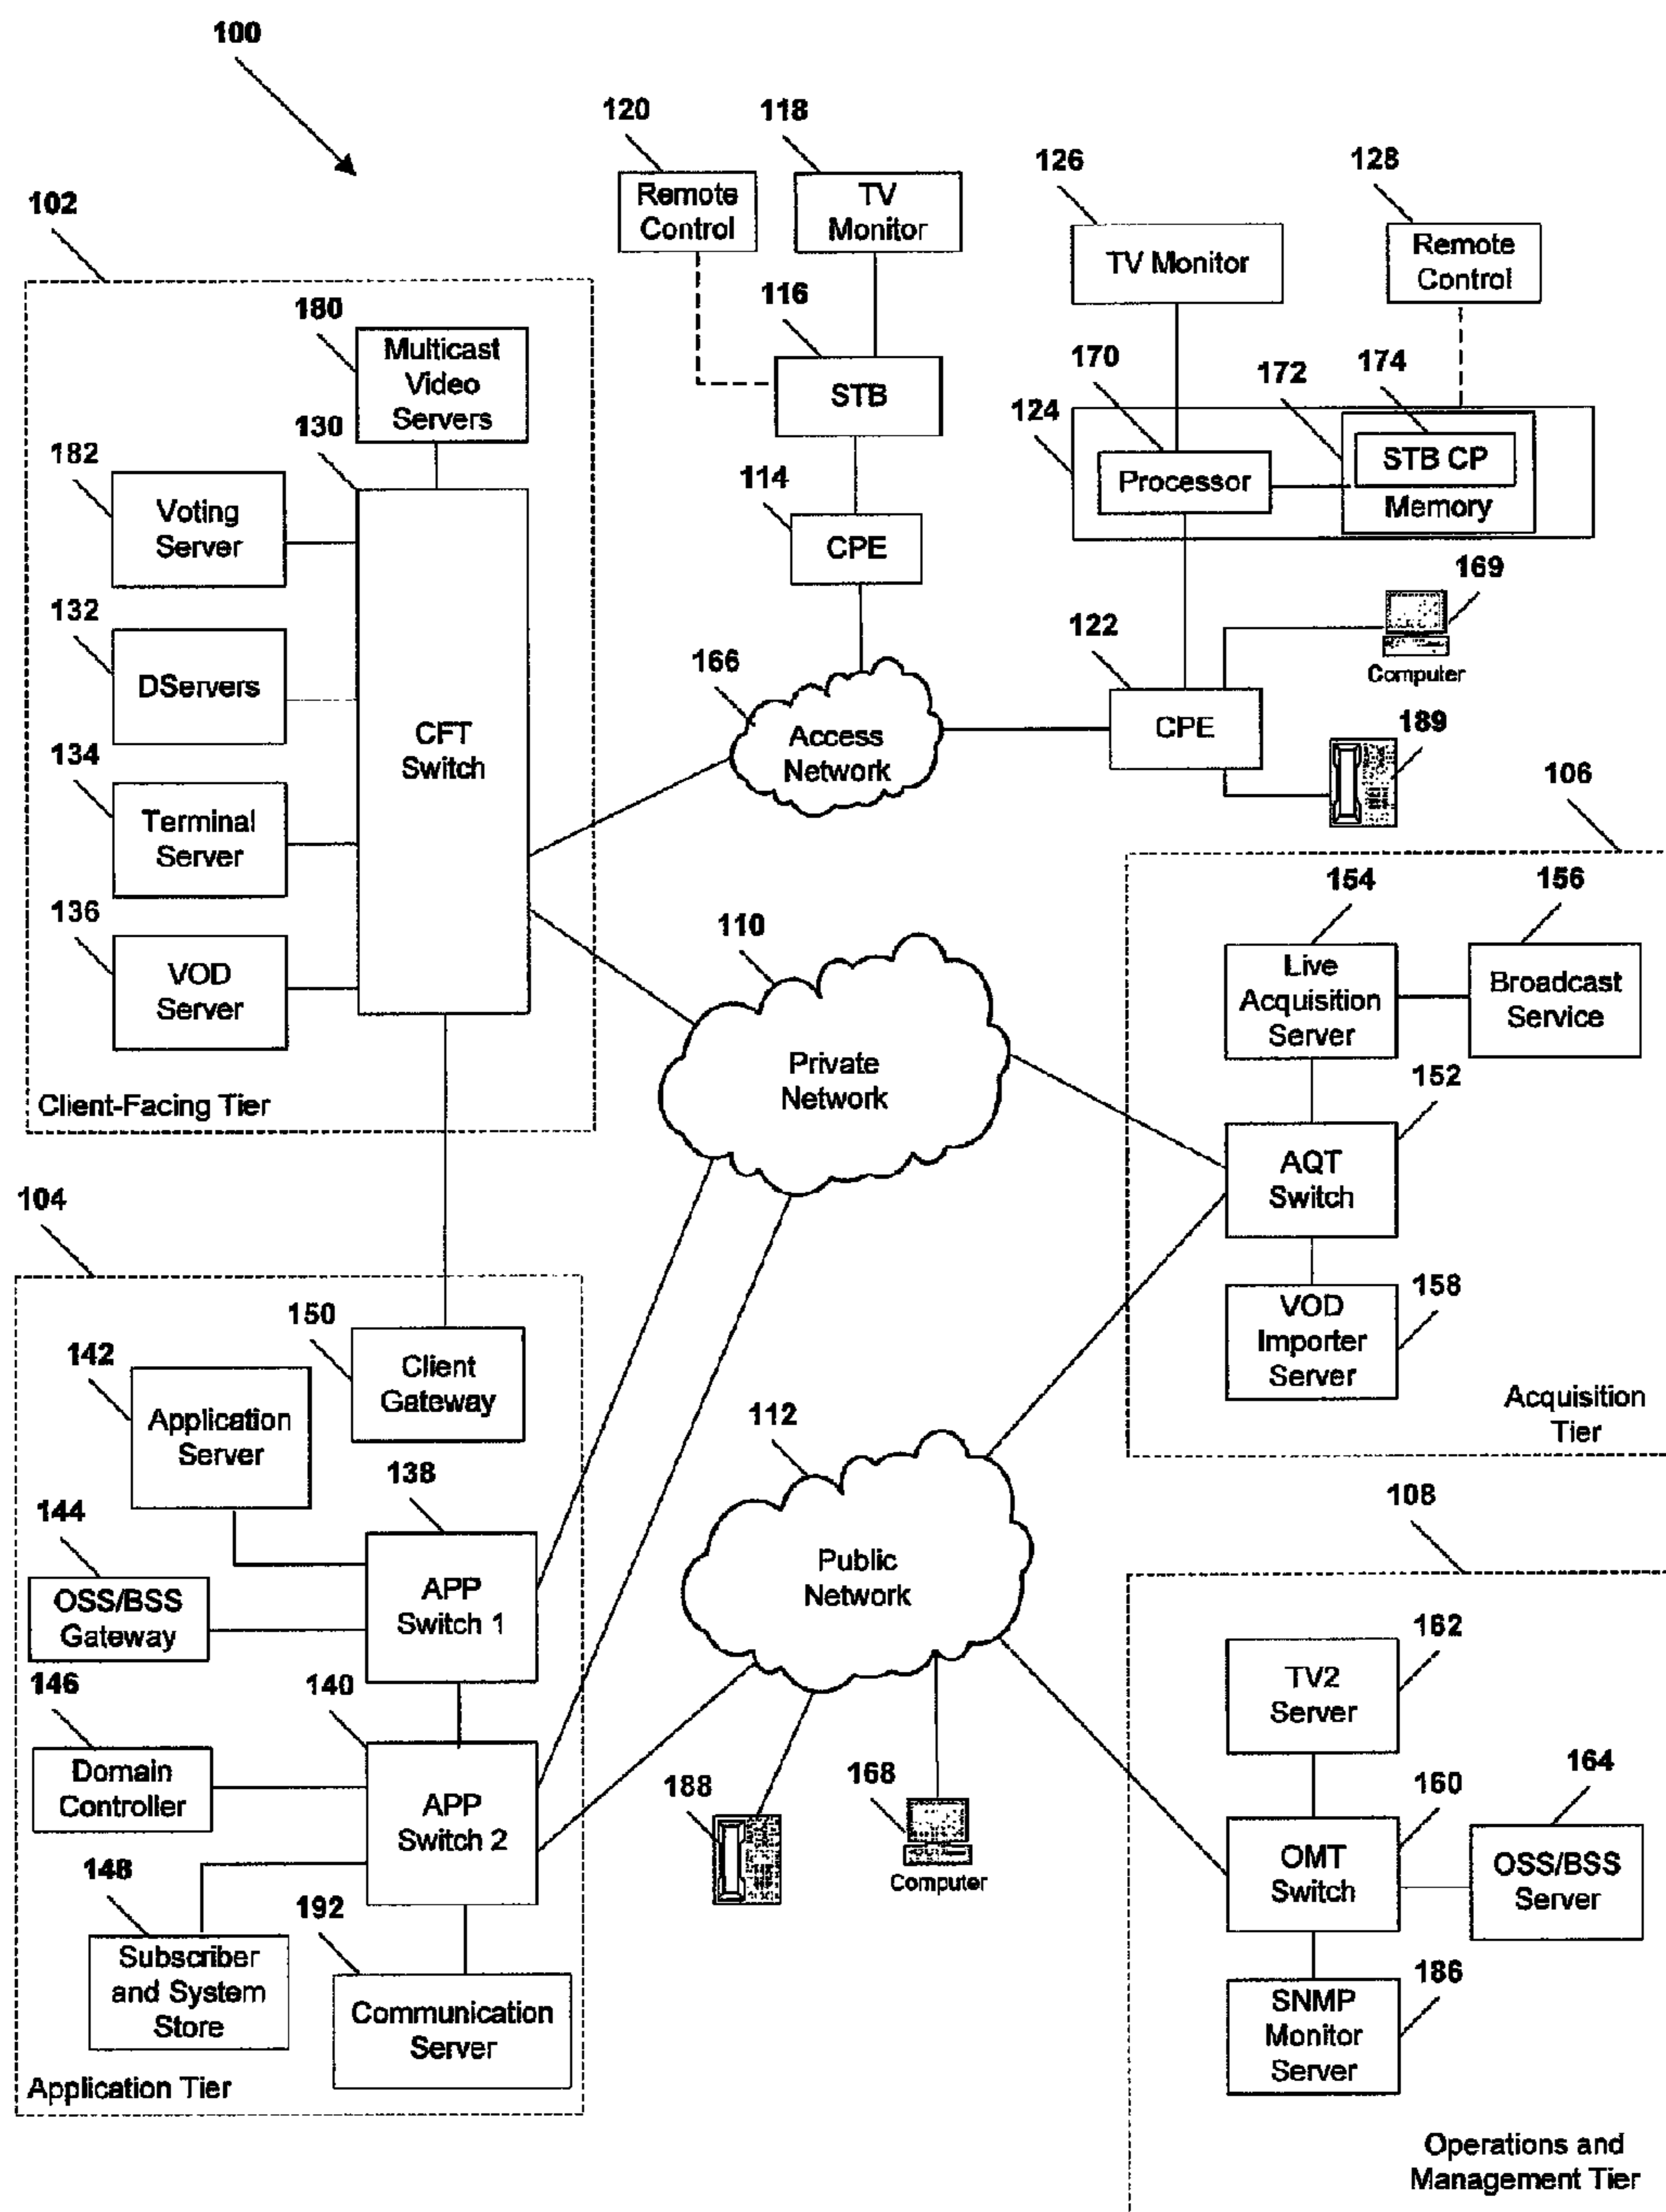 100
120
118
126
128
102
Remote
Control
TV
Monitor
TV Monitor
Remote
Control
180
Multicast
Video
Servers
116
STB
170
172
174
124
Processor
STB CP
Memory
130
182
Voting
Server
114
CPE
132
DServers
CFT
Switch
166
Access
Network
122
CPE
169
Computer
189
134
Terminal
Server
136
VOD
Server
Client-Facing Tier
106
110
Private
Network
154
156
Live
Acquisition
Server
Broadcast
Service
152
AQT
Switch
158
VOD
Importer
Server
Acquisition
Tier
104
150
Client
Gateway
142
Application
Server
138
144
OSS/BSS
Gateway
APP
Switch 1
146
140
Domain
Controller
APP
Switch 2
148
Subscriber
and System
Store
192
Communication
Server
Application Tier
112
Public
Network
188
168
Computer
108
162
TV2
Server
160
164
OMT
Switch
OSS/BSS
Server
186
SNMP
Monitor
Server
Operations and
Management Tier